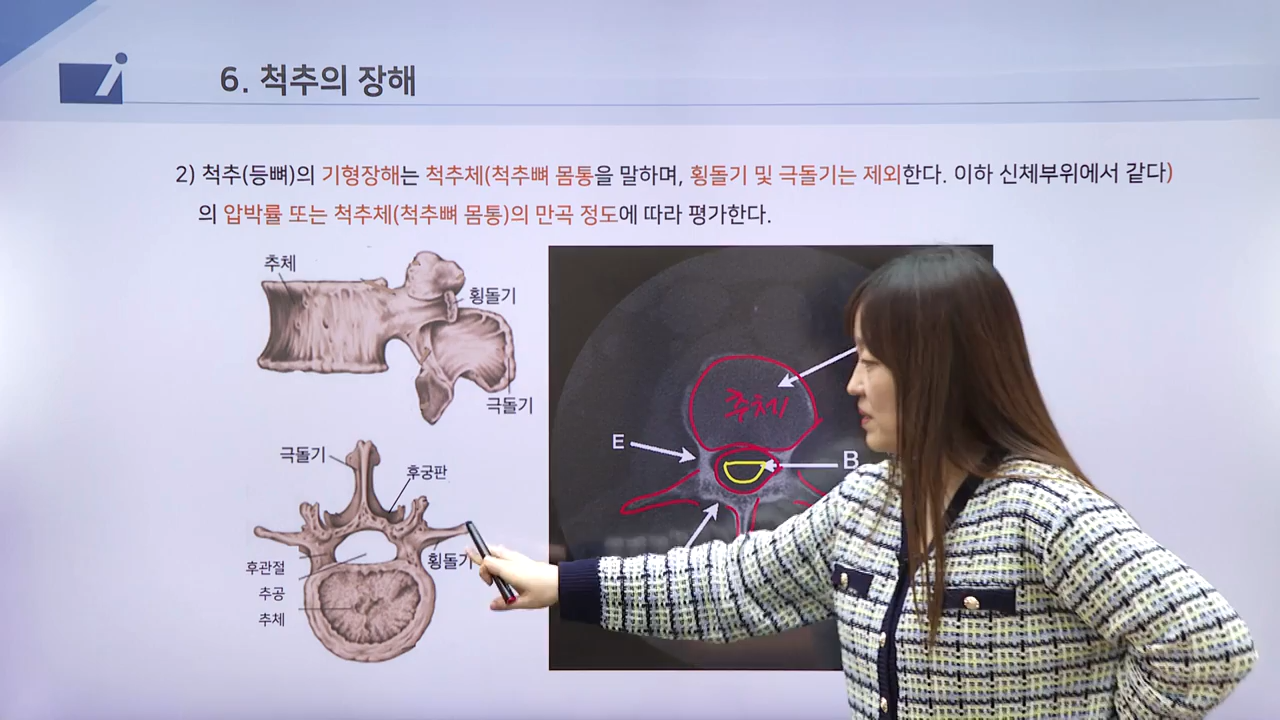 6. 척추의 장해
2) 척추(등뼈)의 기형장해는 척추체(척추뼈 몸통을 말하며, 횡돌기 및 극돌기는 제외한다. 이하 신체부위에서 같다)
의 압박률 또는 척추체(척추뼈 몸통)의 만곡 정도에 따라 평가한다.
추체
횡돌기
극돌기
극돌기
후궁판
횡돌기
후관절
추공
추체
추체
E
B